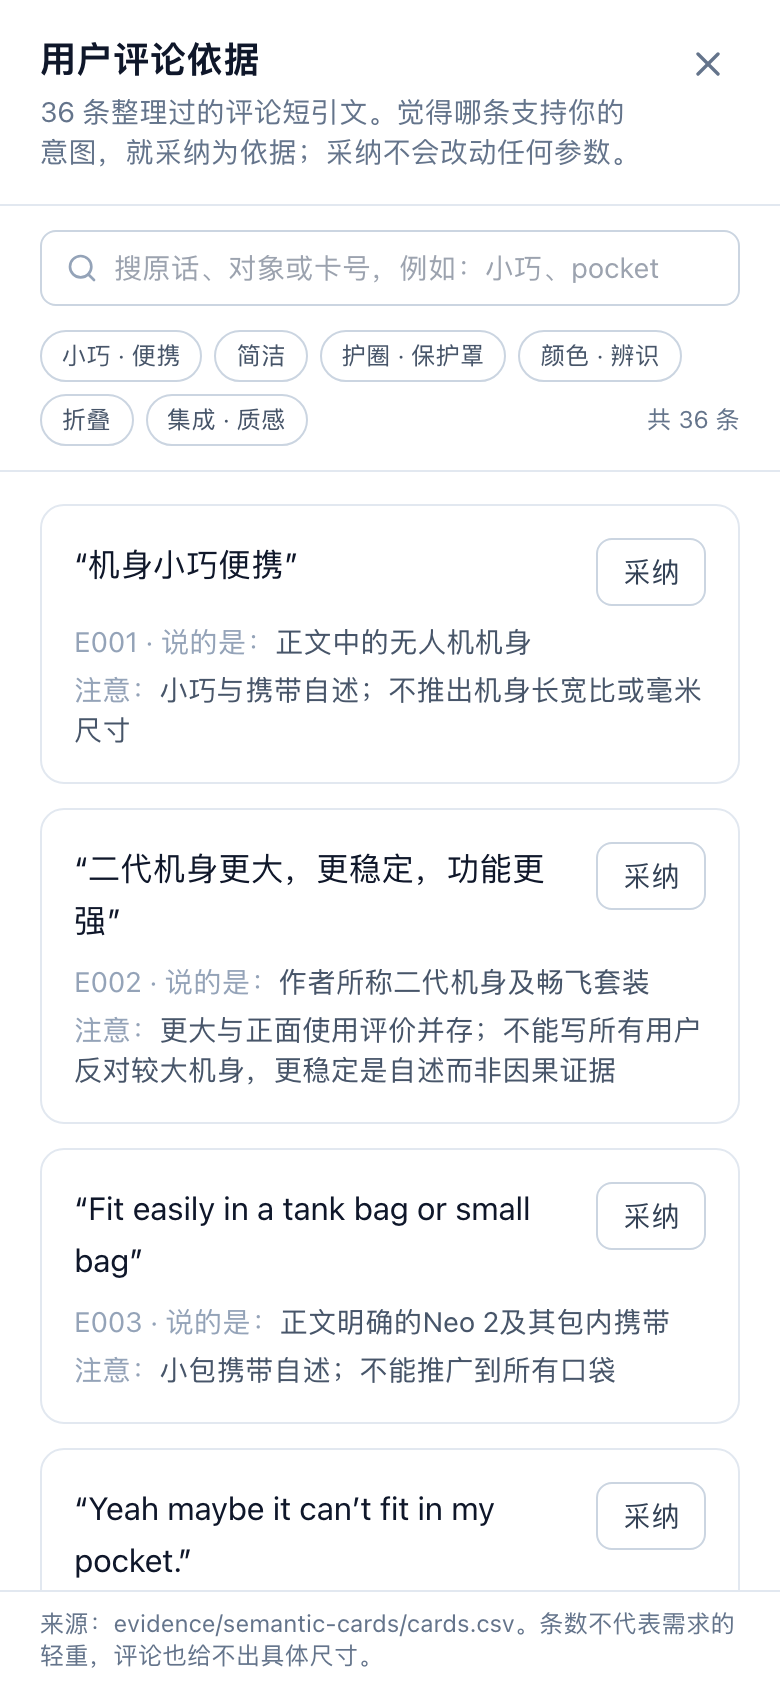 用户评论依据
36 条整理过的评论短引文。觉得哪条支持你的
意图，就采纳为依据；采纳不会改动任何参数。
搜原话、对象或卡号，例如：小巧、pocket
小巧 · 便携
简洁
护圈 · 保护罩
颜色 · 辨识
折叠
集成 · 质感
共 36 条
“机身小巧便携”
采纳
E001 · 说的是：正文中的无人机机身
注意：小巧与携带自述；不推出机身长宽比或毫米
尺寸
“二代机身更大，更稳定，功能更
强”
采纳
E002 · 说的是：作者所称二代机身及畅飞套装
注意：更大与正面使用评价并存；不能写所有用户
反对较大机身，更稳定是自述而非因果证据
“Fit easily in a tank bag or small
bag”
采纳
E003 · 说的是：正文明确的Neo 2及其包内携带
注意：小包携带自述；不能推广到所有口袋
“Yeah maybe it can’t fit in my
pocket.”
采纳
来源：evidence/semantic-cards/cards.csv。条数不代表需求的
轻重，评论也给不出具体尺寸。